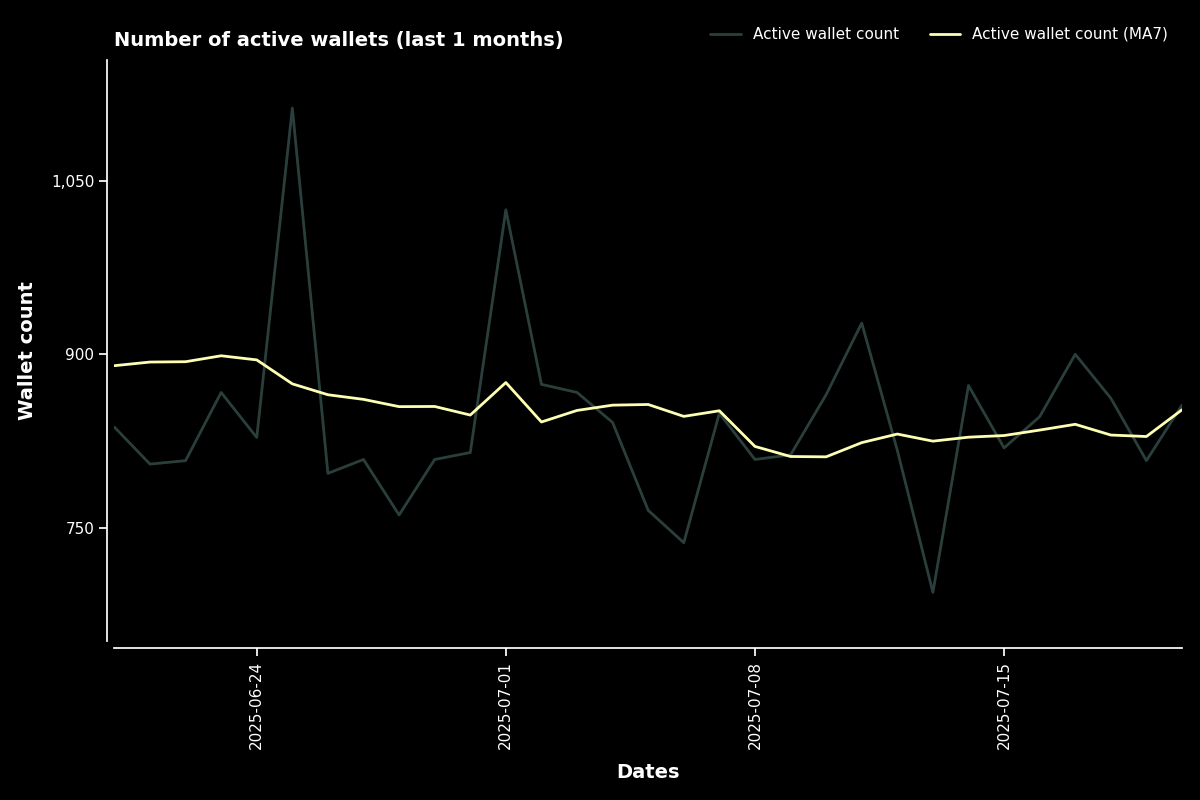 Number of active wallets (last 1 months)
Active wallet count
Active wallet count (MA7)
Wallet count
1,050
900
750
2025-06-24
2025-07-01
2025-07-08
2025-07-15
Dates